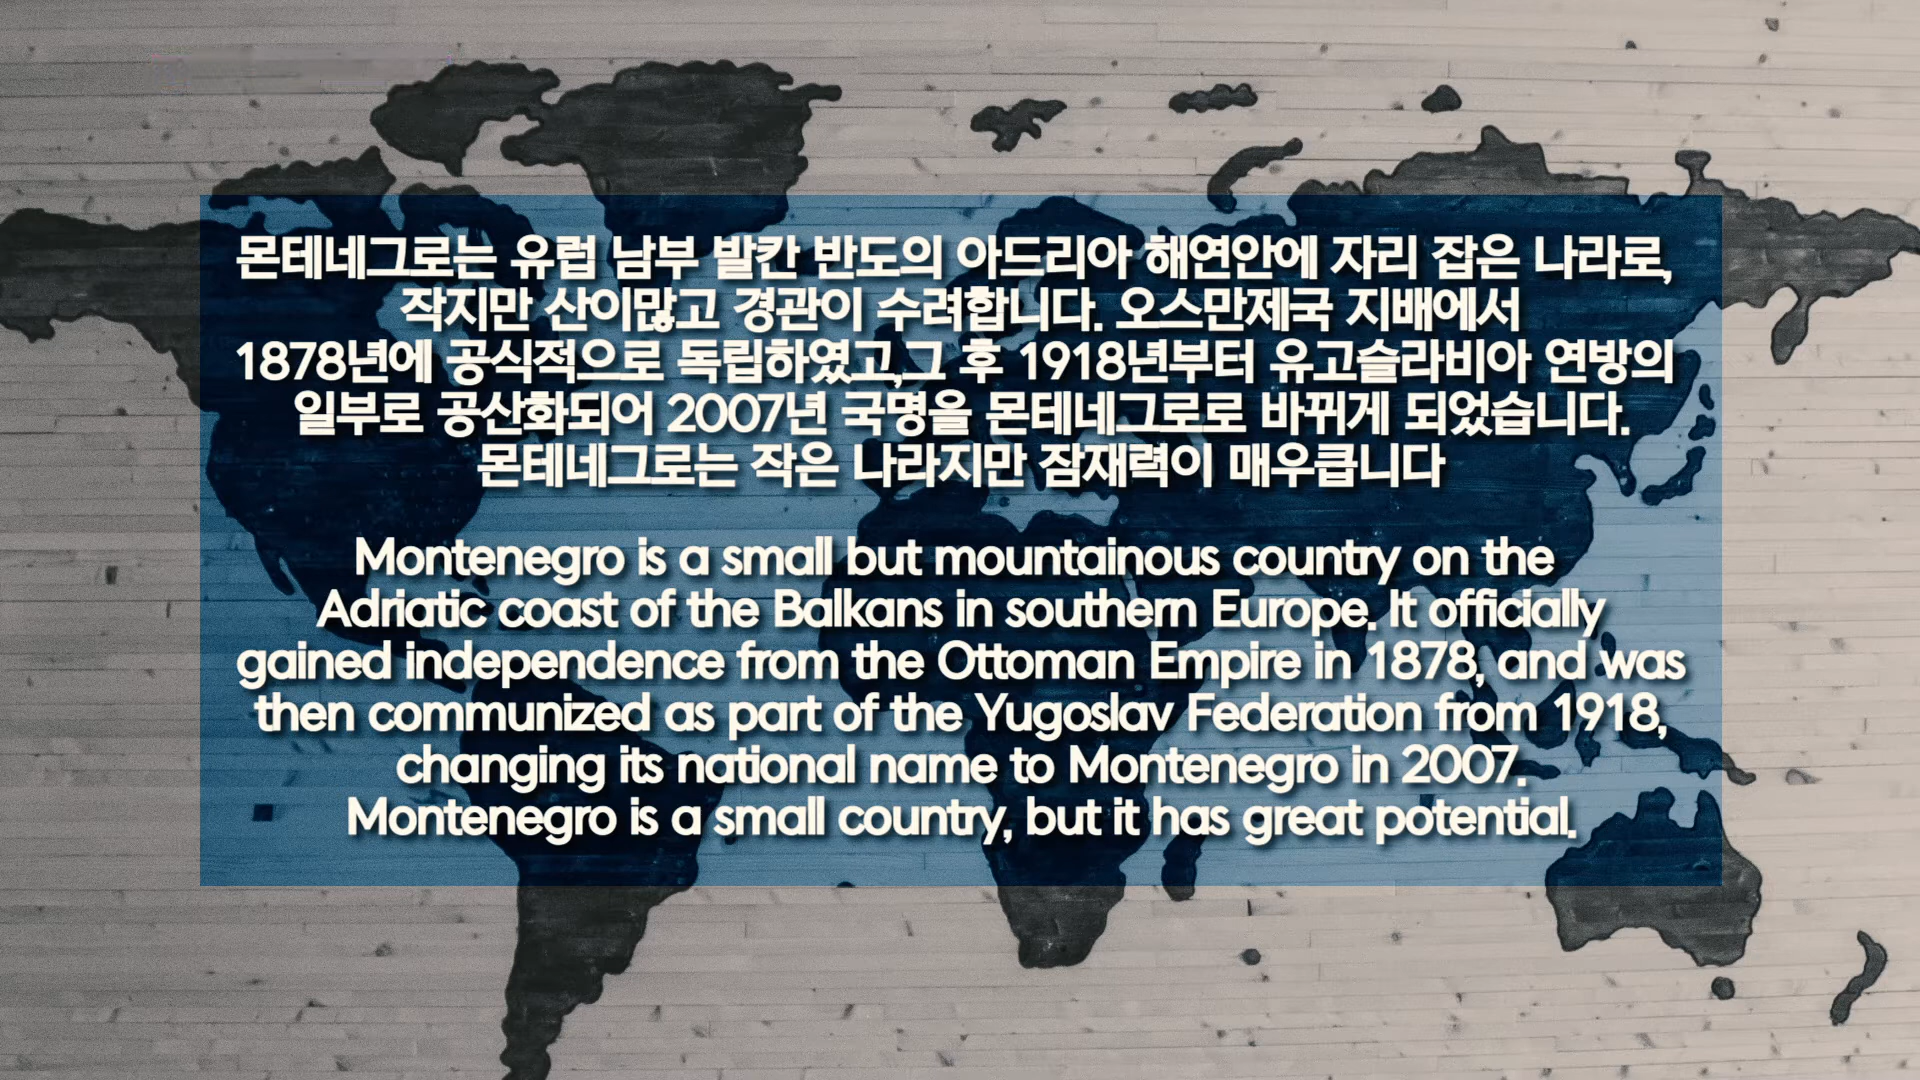 몬테네그로는 유럽 남부 발칸 반도의 아드리아 해연안에 자리 잡은 나라로,
작지만 산이많고 경관이 수려합니다. 오스만제국 지배에서
1878년에 공식적으로 독립하였고,그 후 1918년부터 유고슬라비아 연방의
일부로 공산화되어 2007년 국명을 몬테네그로로 바뀌게 되었습니다.
몬테네그로는 작은 나라지만 잠재력이 매우큽니다
Montenegro is a small but mountainous country on the
Adriatic coast of the Balkans in southern Europe. It officially
gained independence from the Ottoman Empire in 1878, and was
then communized as part of the Yugoslav Federation from 1918,
changing its national name to Montenegro in 2007.
Montenegro is a small country, but it has great potential.